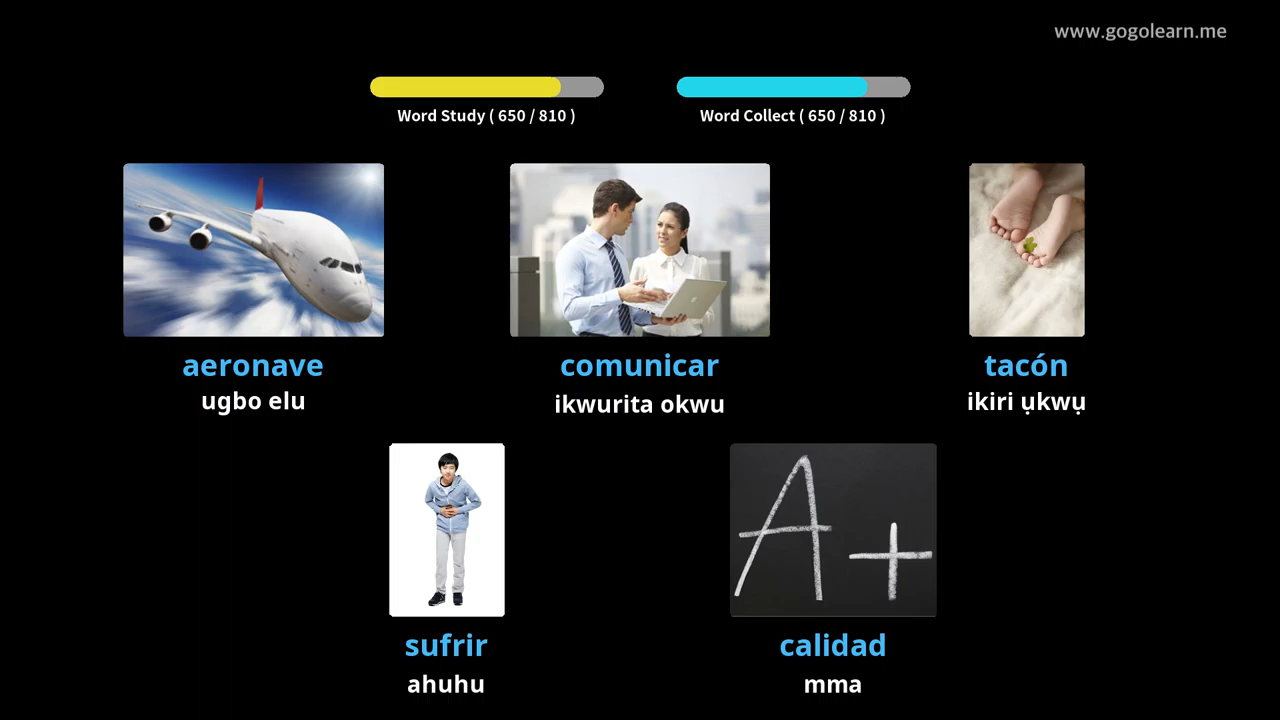 www.gogolearn.me
Word Study ( 650 / 810 )
Word Collect ( 650 / 810 )
aeronave
ugbo elu
comunicar
ikwurita okwu
tacón
ikiri ụkwụ
sufrir
ahuhu
calidad
mma
A+